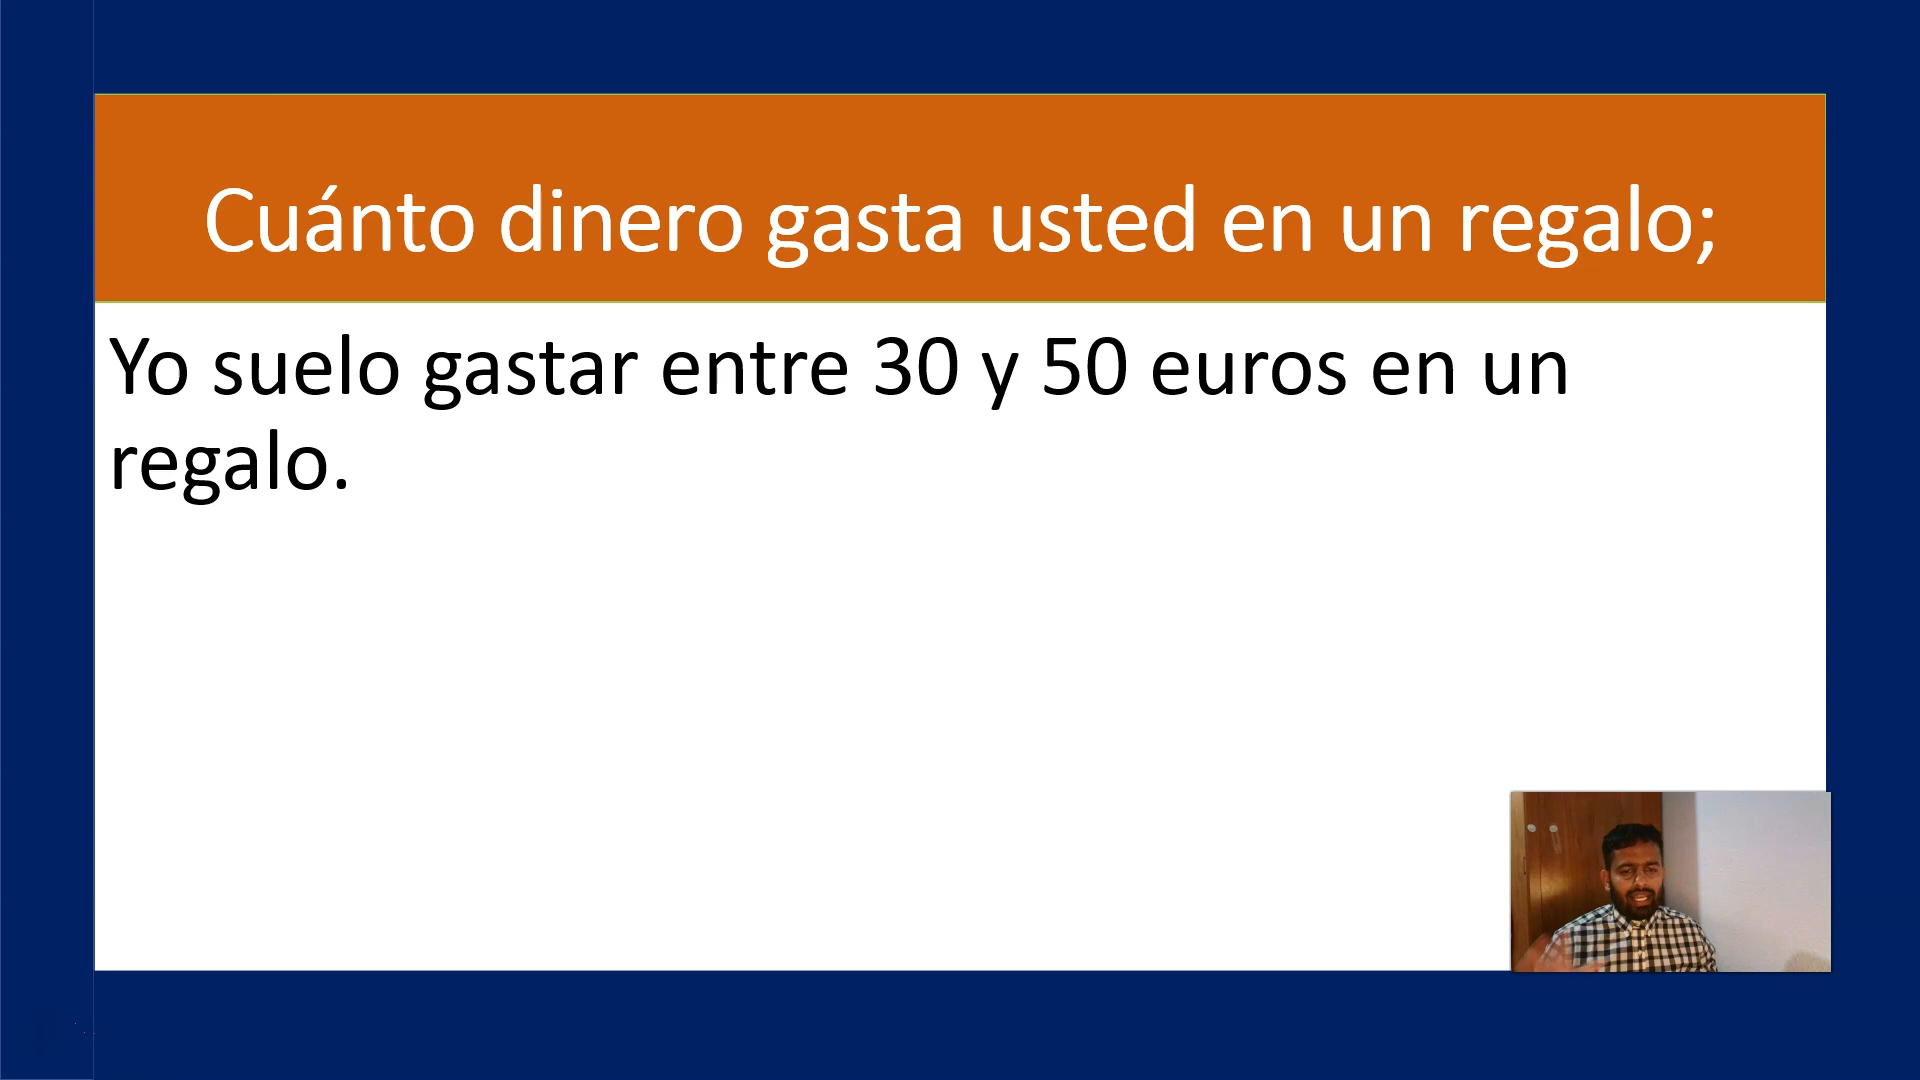 Cuánto dinero gasta usted en un regalo;
Yo suelo gastar entre 30 y 50 euros en un
regalo.